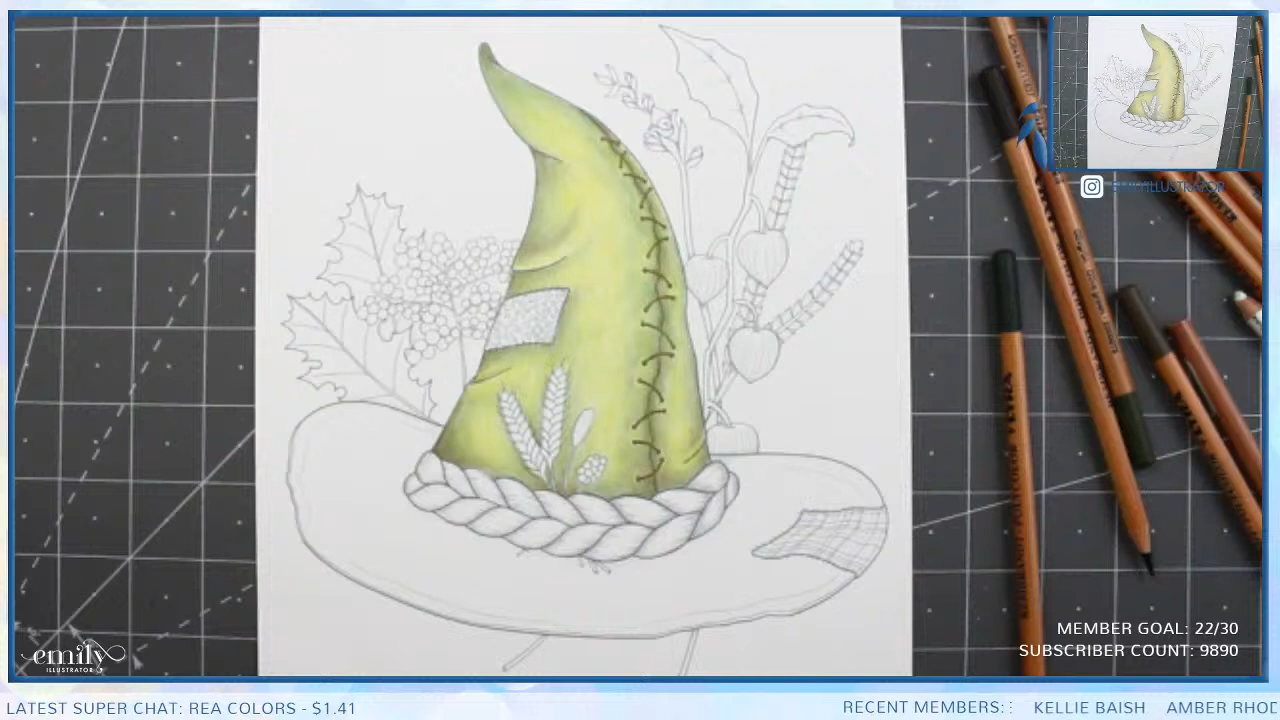 emily
ILLUSTRATOR
MEMBER GOAL: 22/30
SUBSCRIBER COUNT: 9890
LATEST SUPER CHAT: REA COLORS - $1.41
RECENT MEMBERS: : KELLIE BAISH AMBER RHOD